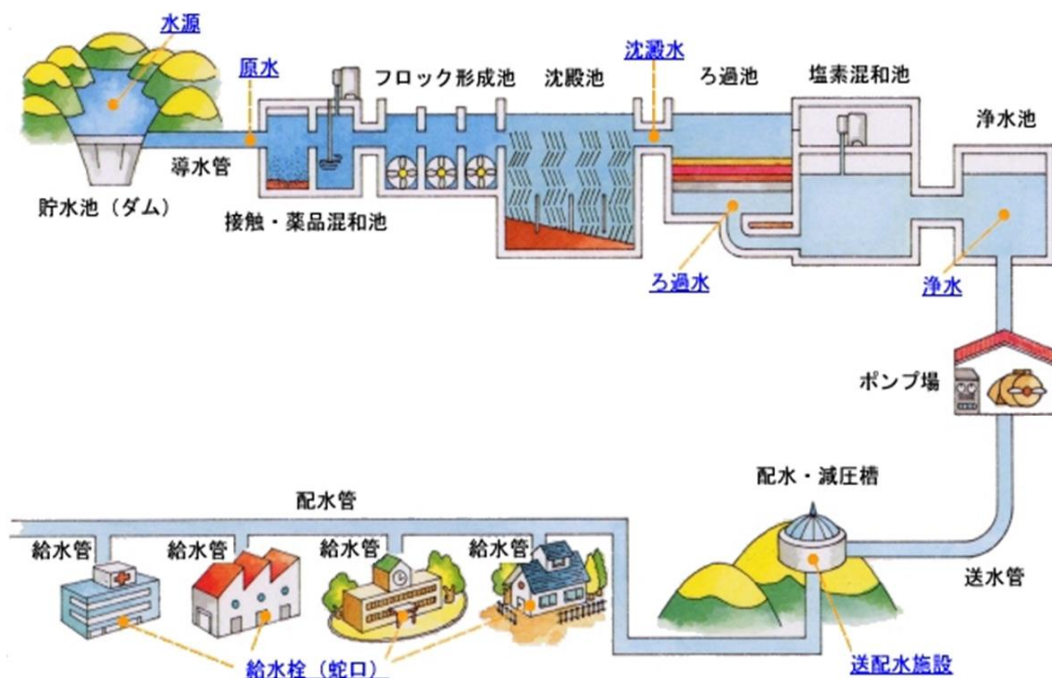 水源
原水
フロック形成池
沈殿池
沈澱水
ろ過池
塩素混和池
浄水池
導水管
貯水池（ダム）
接触・薬品混和池
ろ過水
浄水
ポンプ場
配水・減圧槽
配水管
給水管
給水管
給水管
給水管
送水管
給水栓（蛇口）
送配水施設